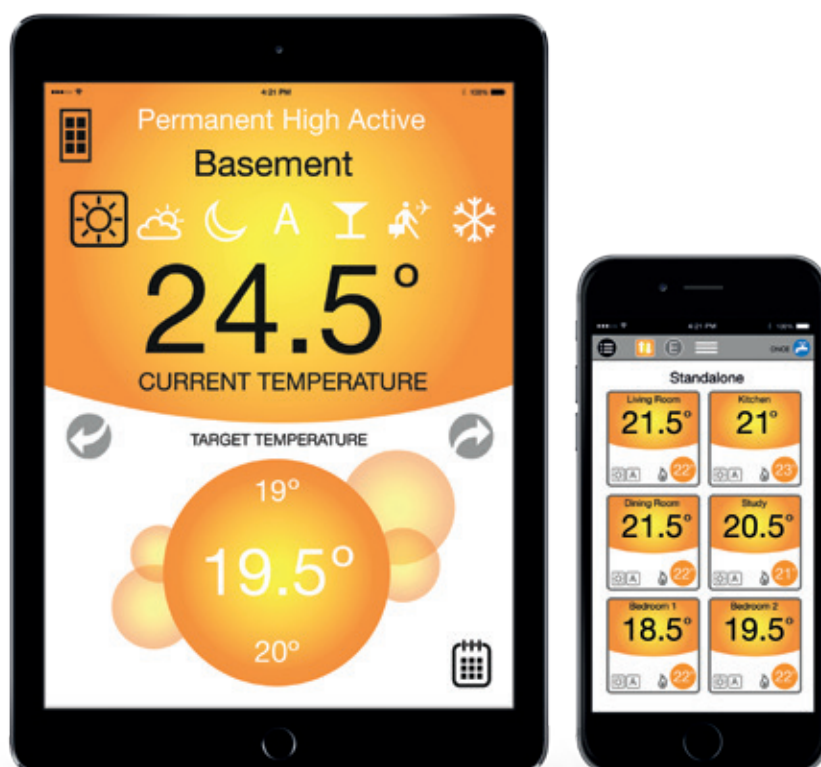 4:21 PM
100%
Permanent High Active
Basement
A
24.5°
CURRENT TEMPERATURE
TARGET TEMPERATURE
19°
19.5°
20°
4:21 PM
100%
Standalone
Living Room
21.5°
A
22°
Kitchen
21°
A
23°
Dining Room
21.5°
A
22°
Study
20.5°
A
21°
Bedroom 1
18.5°
A
22°
Bedroom 2
19.5°
A
22°